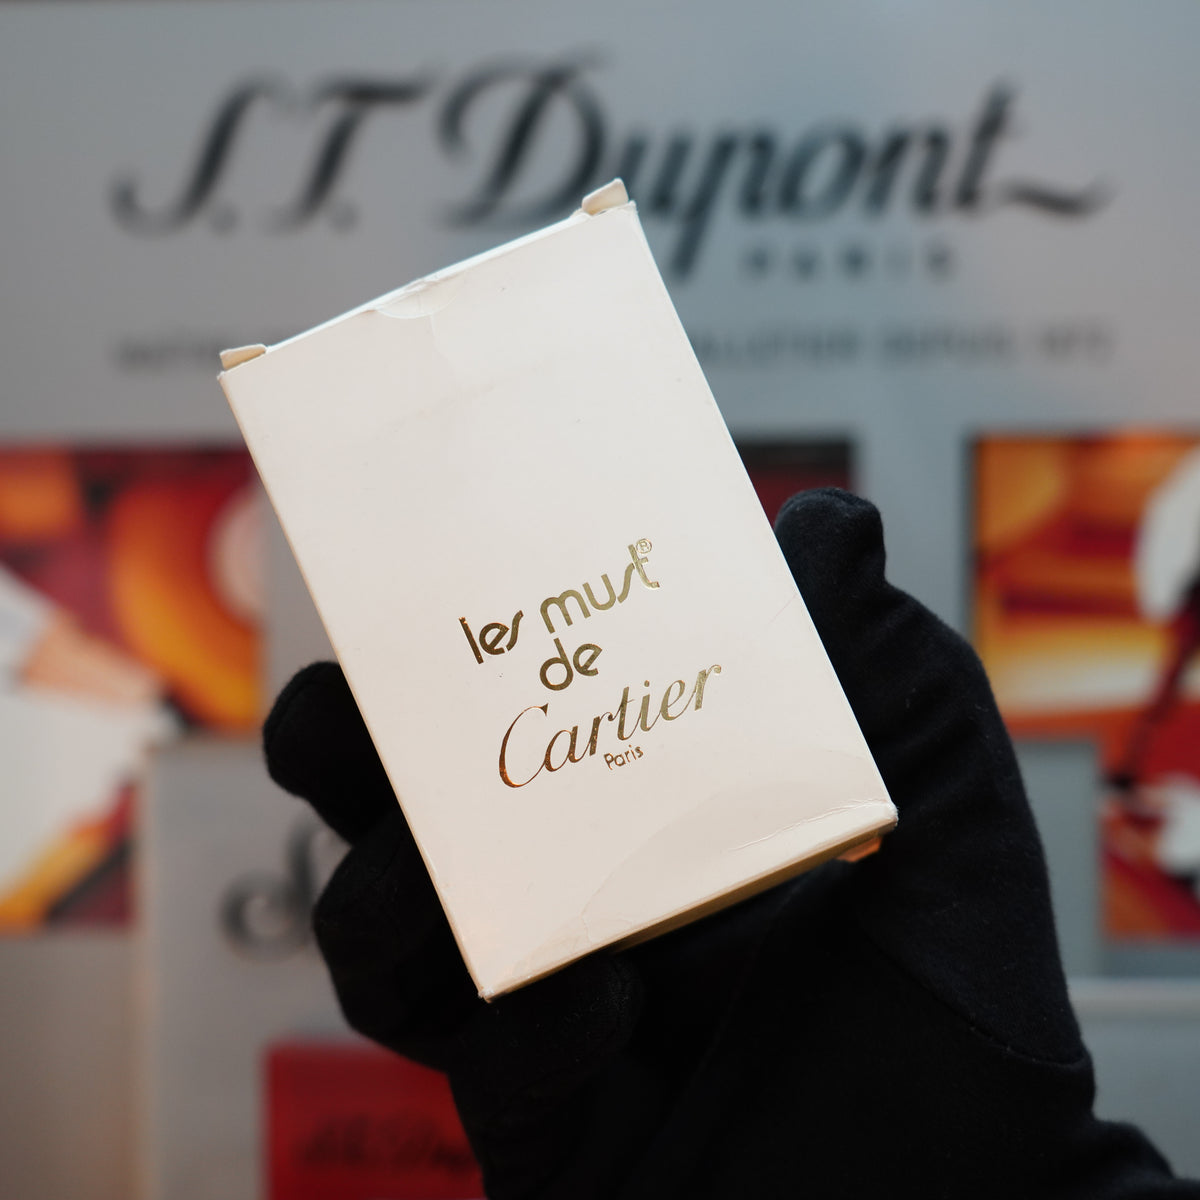 S.T. Dupont
PARIS
les must®
de
Cartier
Paris